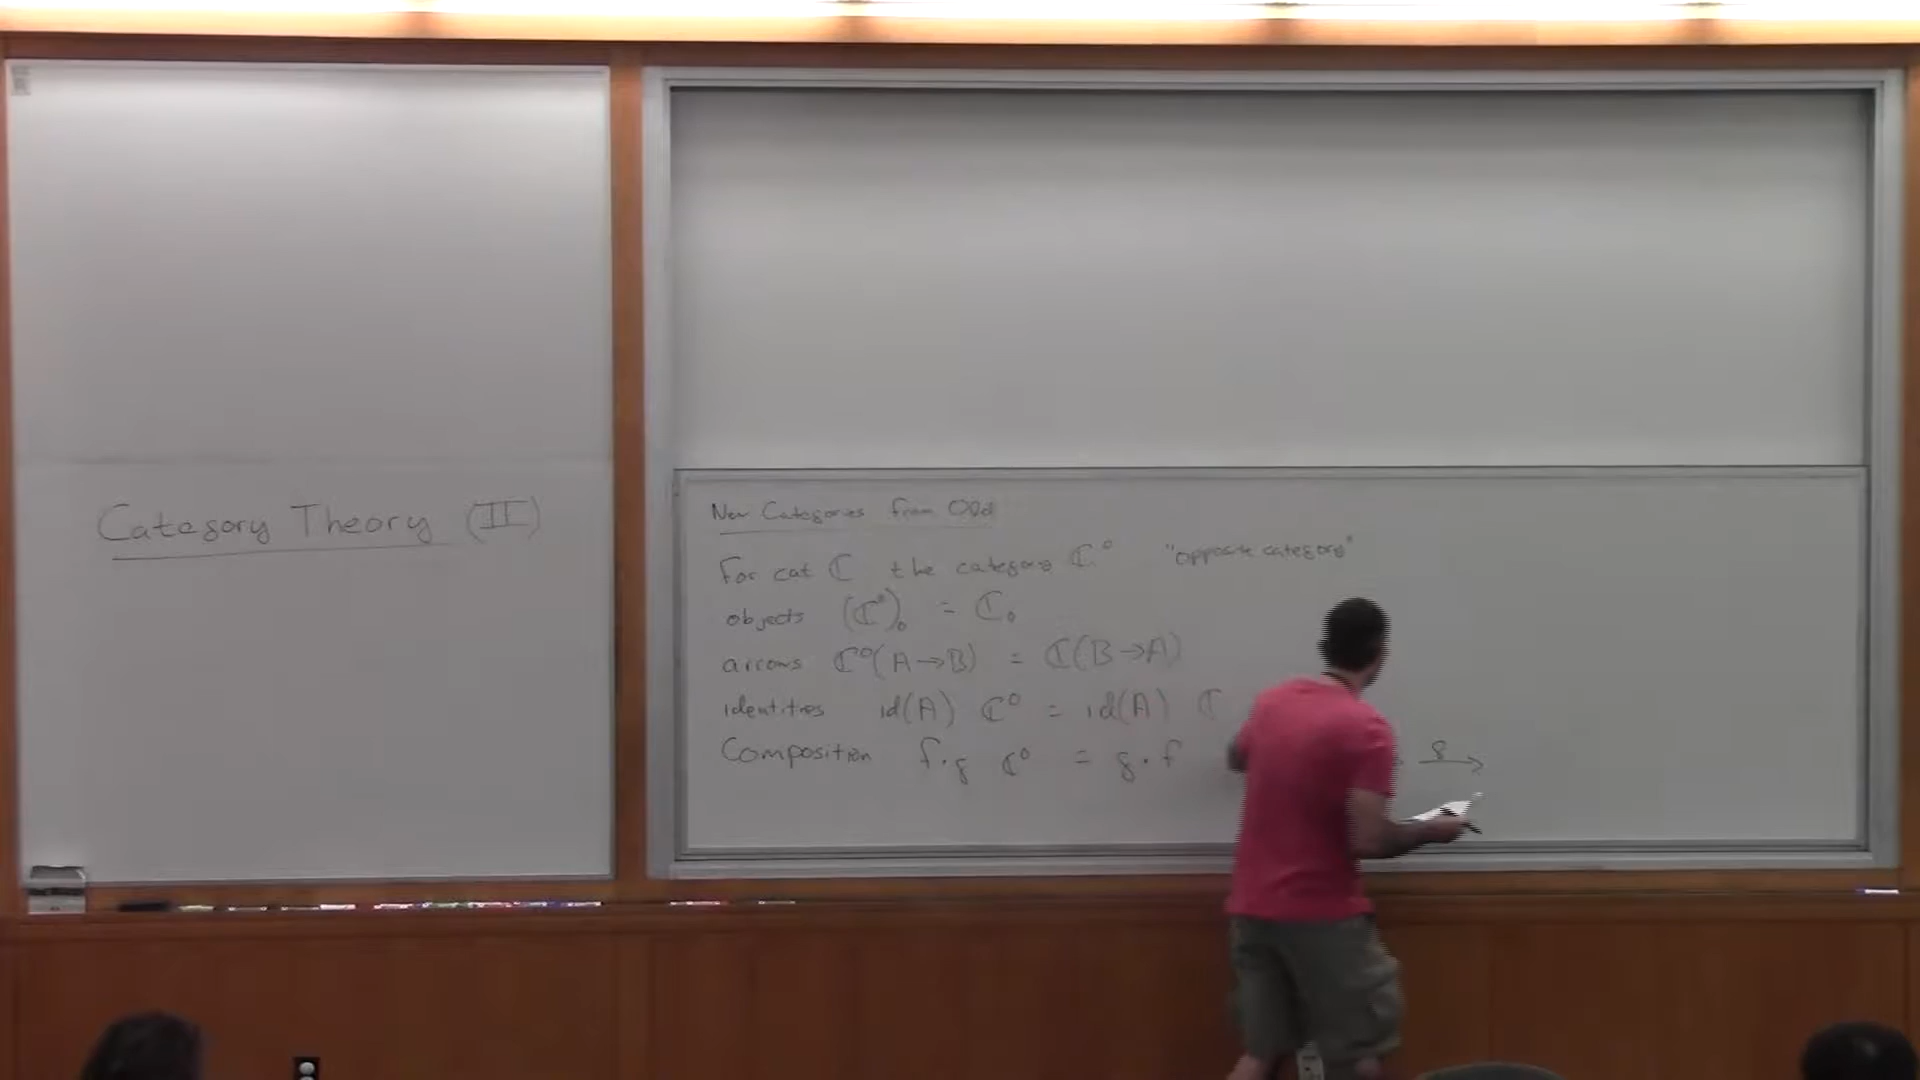 Category Theory (II)
New Categories from Old
For cat ℂ the category ℂ° "opposite category"
objects (ℂ°)₀ = ℂ₀
arrows ℂ°(A→B) = ℂ(B→A)
identities id(A) ℂ° = id(A) ℂ
Composition f·g ℂ° = g·f
g